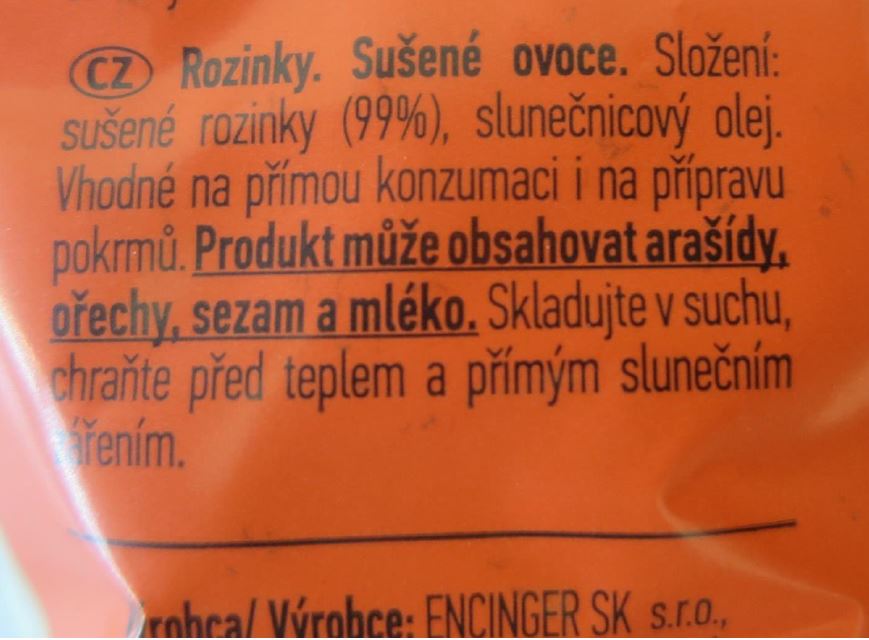 CZ Rozinky. Sušené ovoce. Složení:
sušené rozinky (99%), slunečnicový olej.
Vhodné na přímou konzumaci i na přípravu
pokrmů. Produkt může obsahovat arašídy,
ořechy, sezam a mléko. Skladujte v suchu,
chraňte před teplem a přímým slunečním
zářením.
Výrobce: ENCINGER SK s.r.o.,